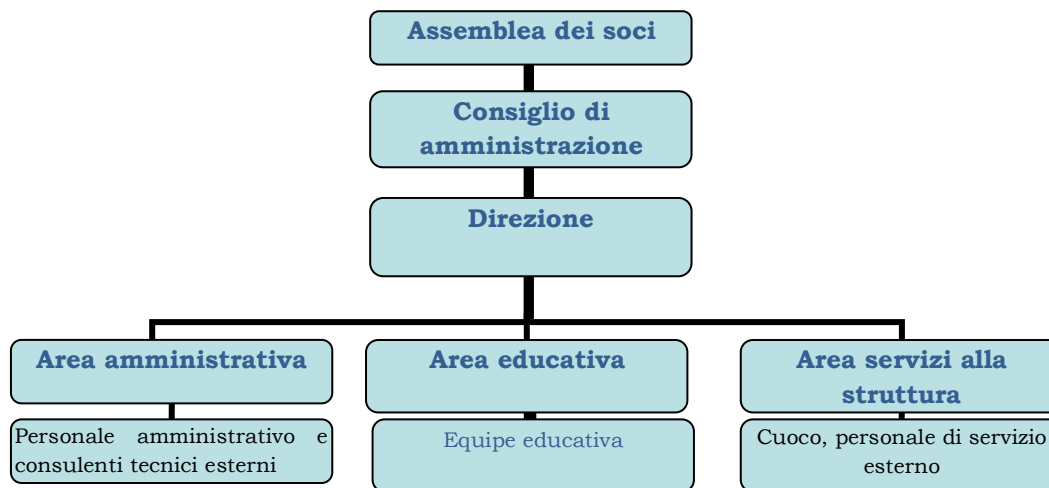 Assemblea dei soci
Consiglio di
amministrazione
Direzione
Area amministrativa
Area educativa
Area servizi alla
struttura
Personale amministrativo e
consulenti tecnici esterni
Equipe educativa
Cuoco, personale di servizio
esterno